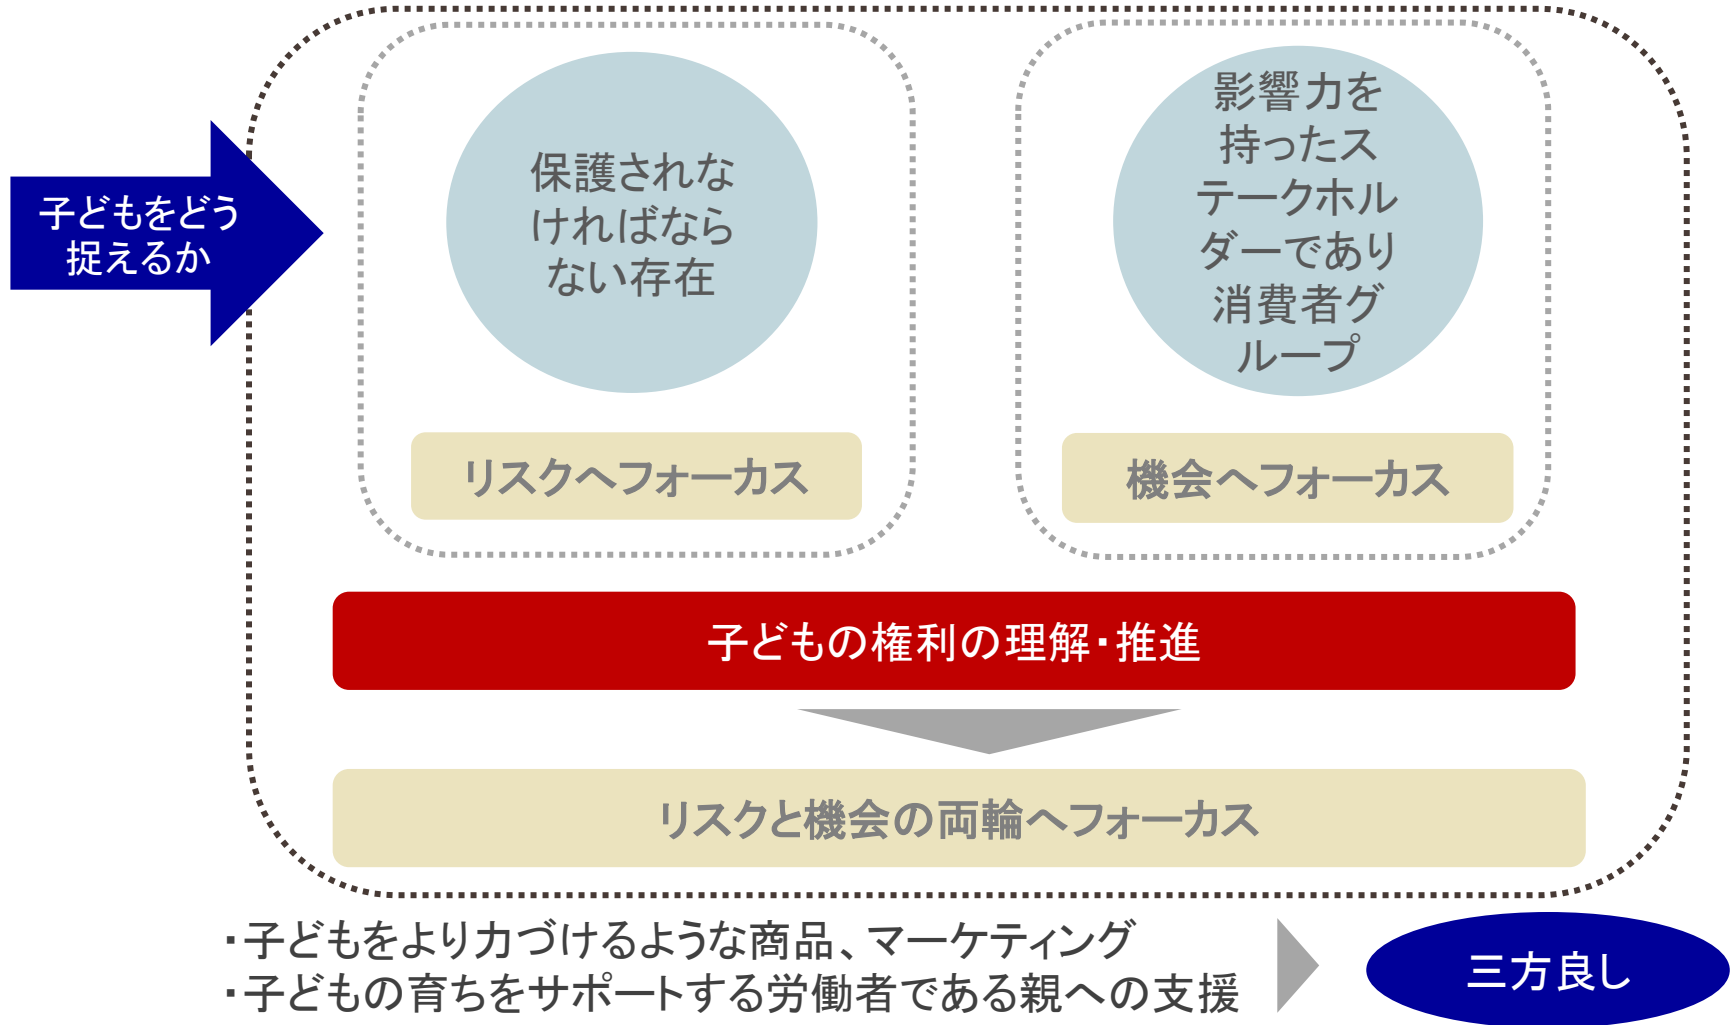 子どもをどう
捉えるか
保護されな
ければなら
ない存在
影響力を
持ったス
テークホル
ダーであり
消費者グ
ループ
リスクへフォーカス
機会へフォーカス
子どもの権利の理解・推進
リスクと機会の両輪へフォーカス
・子どもをより力づけるような商品、マーケティング
・子どもの育ちをサポートする労働者である親への支援
三方良し